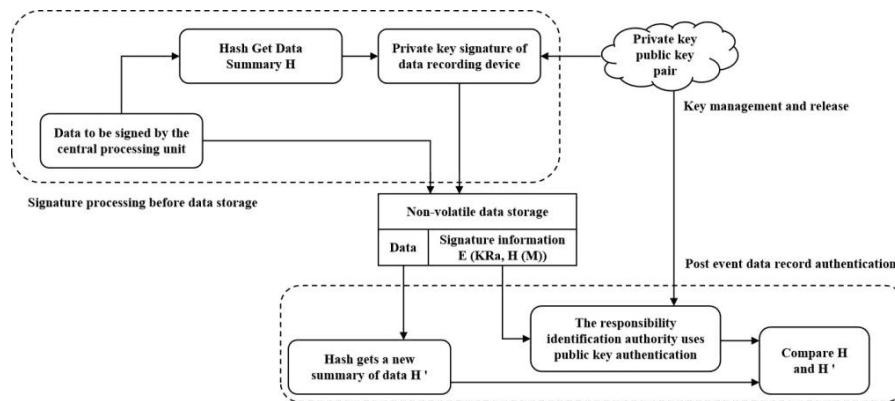 Hash Get Data
Summary H
Private key signature of
data recording device
Private key
public key
pair
Key management and release
Data to be signed by the
central processing unit
Signature processing before data storage
Non-volatile data storage
Data
Signature information
E (KRa, H (M))
Post event data record authentication
The responsibility
identification authority uses
public key authentication
Hash gets a new
summary of data H '
Compare H
and H '